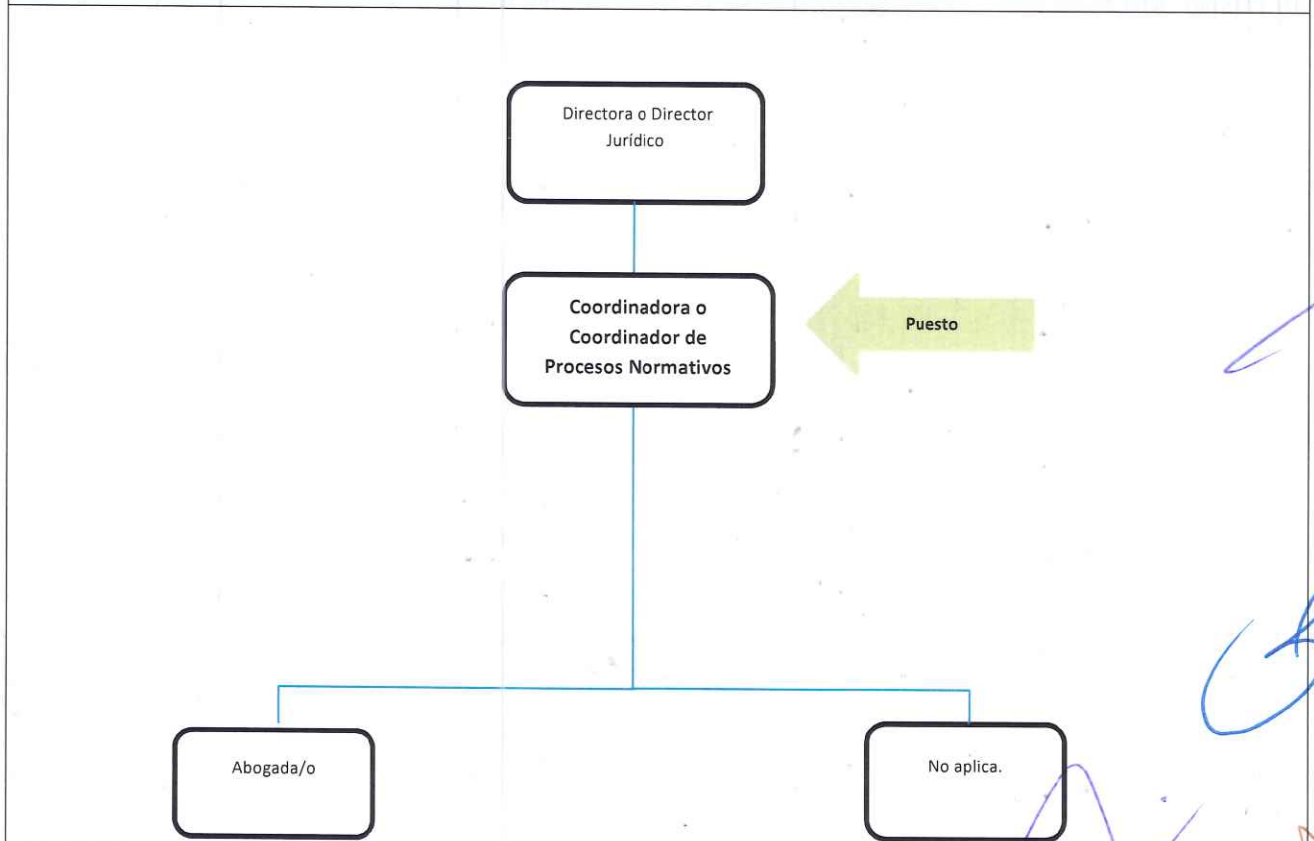 Directora o Director
Jurídico
Coordinadora o
Coordinador de
Procesos Normativos
Puesto
Abogada/o
No aplica.